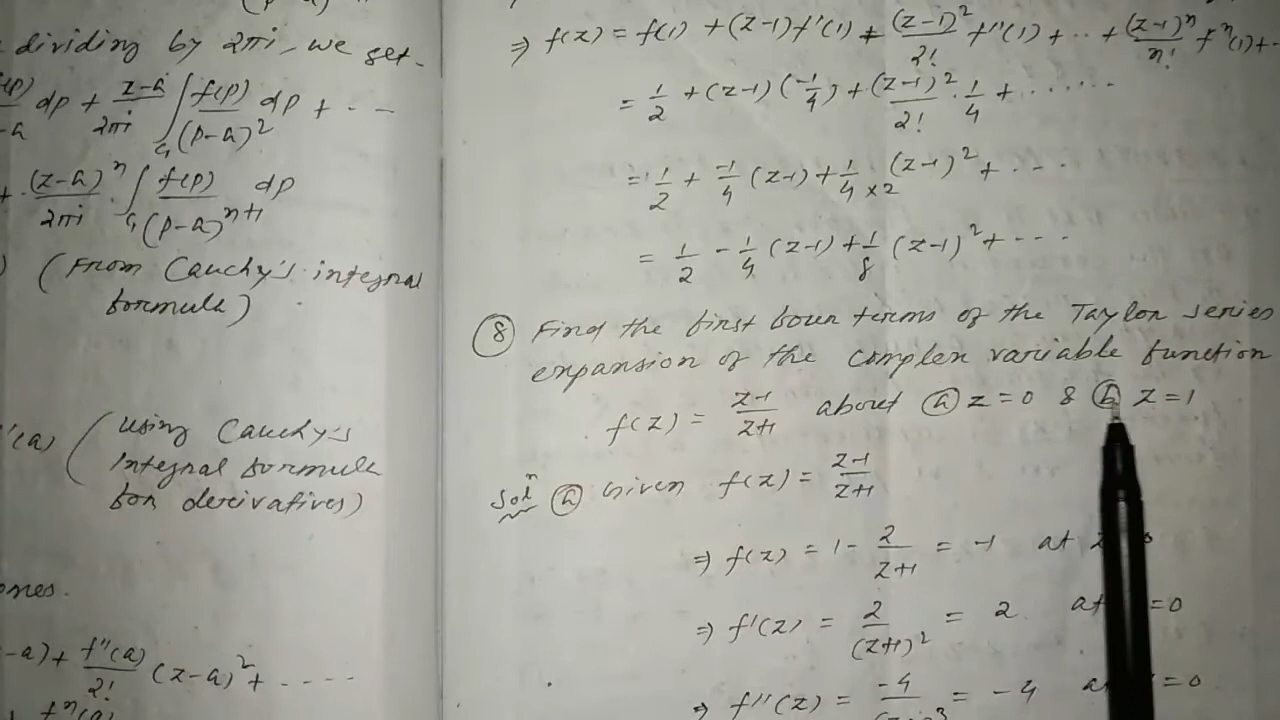 dividing by 2πi, we get-
dp + z-a/2πi ∫ f(p)/(p-a)² dp + ---
+ (z-a)ⁿ/2πi ∫ f(p)/(p-a)ⁿ⁺¹ dp
(From Cauchy's integral
formula)
'(a) (using Cauchy's
Integral formula
for derivatives)
ones.
-a) + f''(a)/2! (z-a)² + ----
⇒ f(z) = f(1) + (z-1)f'(1) + (z-1)²/2! f''(1) + .. + (z-1)ⁿ/n! fⁿ(1)+-
= 1/2 + (z-1)(-1/4) + (z-1)²/2! . 1/4 + ......
= 1/2 + -1/4 (z-1) + 1/4×2 (z-1)² + ---
= 1/2 - 1/4 (z-1) + 1/8 (z-1)² + ----
⑧ Find the first four terms of the Taylor series
expansion of the complex variable function
f(z) = z-1/z+1 about ⓐ z=0 & ⓑ z=1
Solⁿ ⓐ Given f(z) = z-1/z+1
⇒ f(z) = 1 - 2/z+1 = -1 at
⇒ f'(z) = 2/(z+1)² = 2 at =0
⇒ f''(z) = -4 = -4 at =0